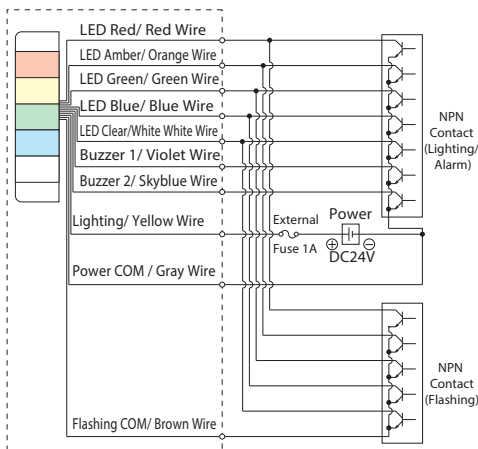 LED Red/ Red Wire
LED Amber/ Orange Wire
LED Green/ Green Wire
LED Blue/ Blue Wire
LED Clear/White White Wire
Buzzer 1/ Violet Wire
Buzzer 2/ Skyblue Wire
Lighting/ Yellow Wire
Power COM / Gray Wire
Flashing COM/ Brown Wire
External
Fuse 1A
Power
⊕ ⊖
DC24V
NPN
Contact
(Lighting/
Alarm)
NPN
Contact
(Flashing)